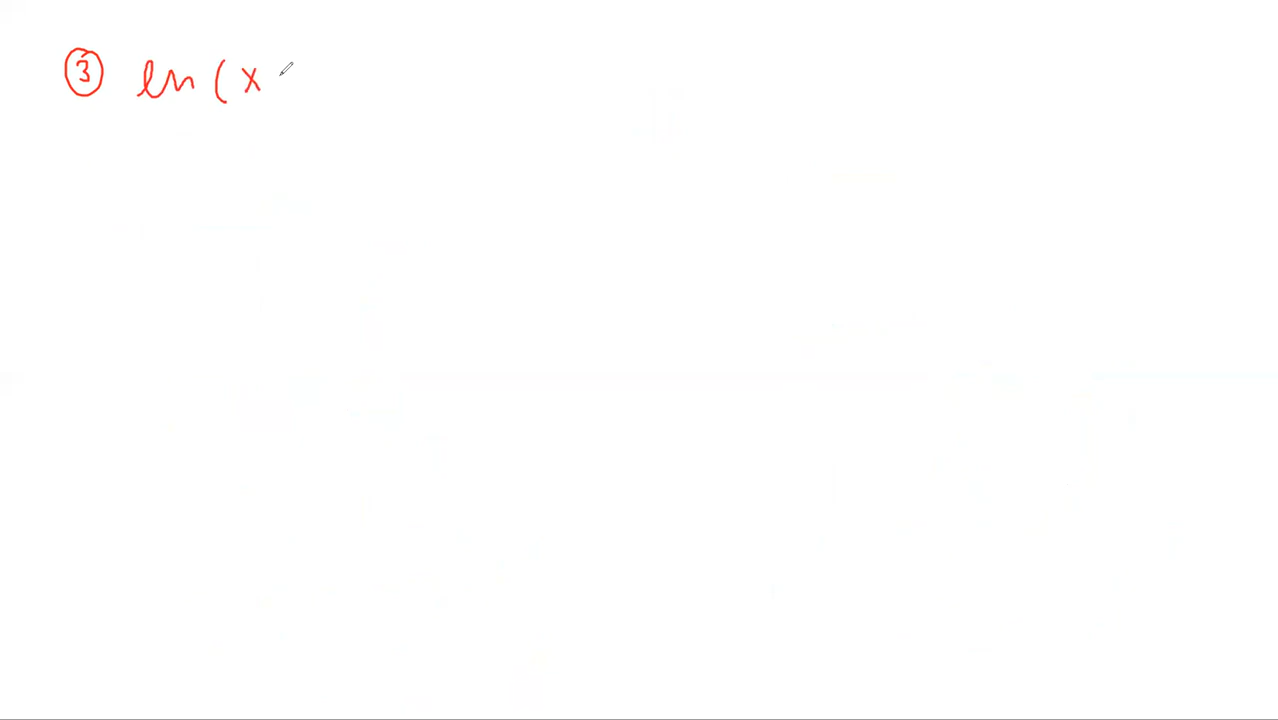 ③ ln(x